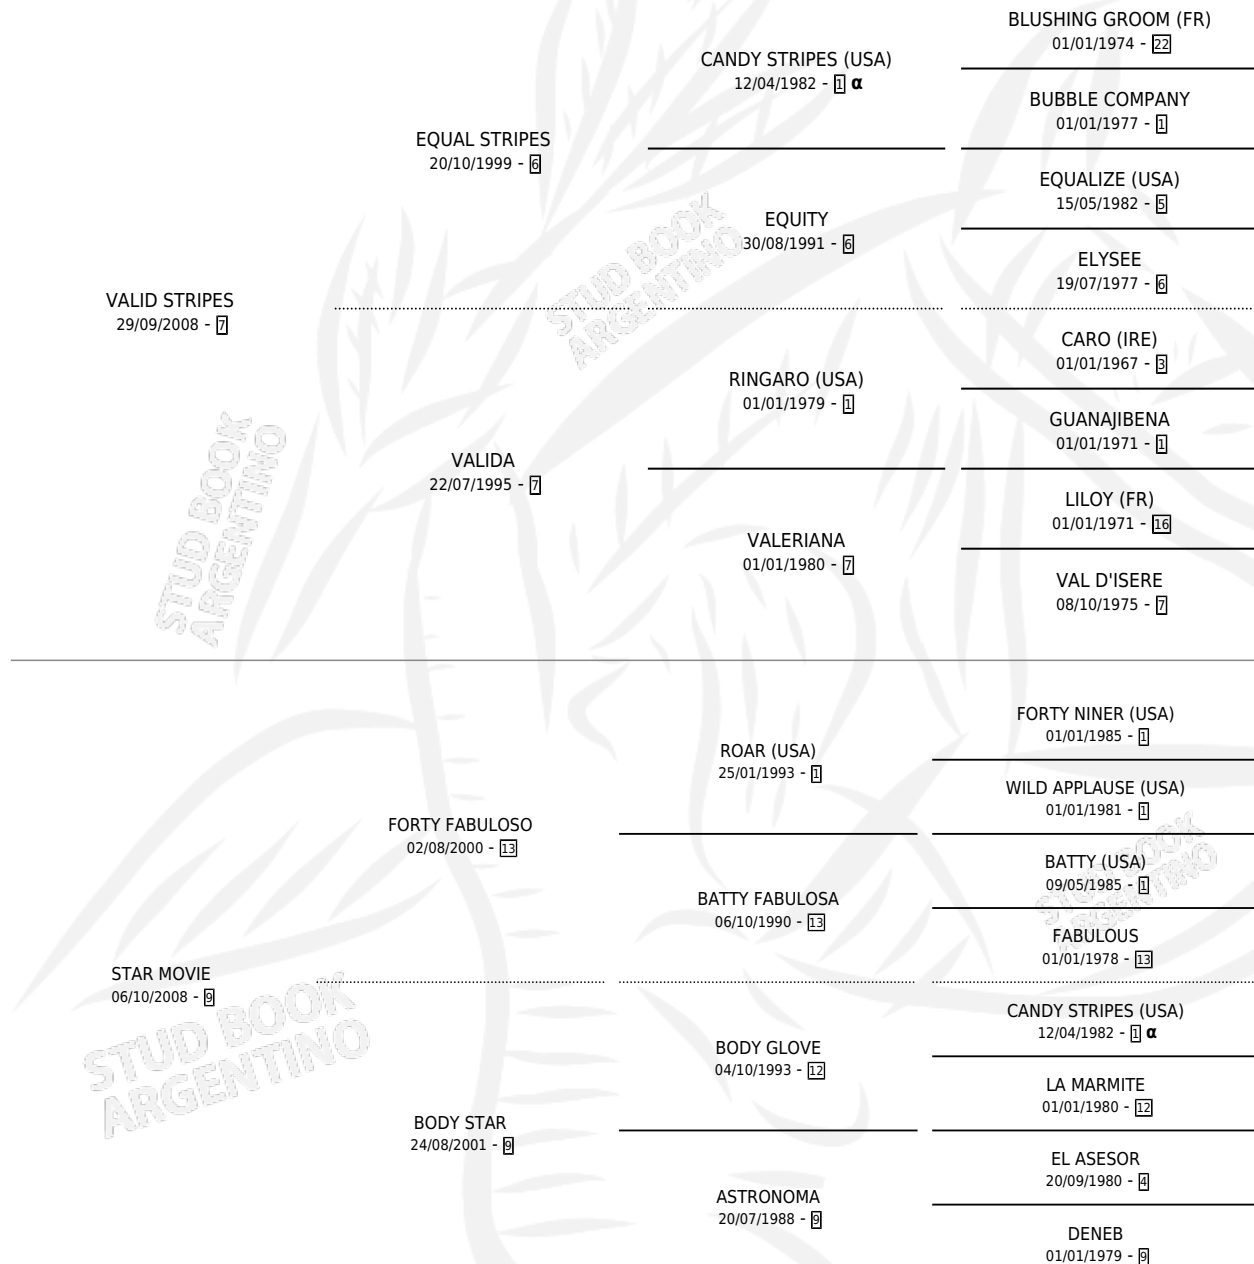 BLUSHING GROOM (FR)
01/01/1974 - 22
CANDY STRIPES (USA)
12/04/1982 - 1 α
BUBBLE COMPANY
01/01/1977 - 1
EQUAL STRIPES
20/10/1999 - 6
EQUALIZE (USA)
15/05/1982 - 5
EQUITY
30/08/1991 - 6
ELYSEE
19/07/1977 - 6
VALID STRIPES
29/09/2008 - 7
CARO (IRE)
01/01/1967 - 3
RINGARO (USA)
01/01/1979 - 1
GUANAJIBENA
01/01/1971 - 1
VALIDA
22/07/1995 - 7
LILOY (FR)
01/01/1971 - 16
VALERIANA
01/01/1980 - 7
VAL D'ISERE
08/10/1975 - 7
STUD BOOK
ARGENTINO
STUD BOOK
ARGENTINO
FORTY NINER (USA)
01/01/1985 - 1
ROAR (USA)
25/01/1993 - 1
WILD APPLAUSE (USA)
01/01/1981 - 1
FORTY FABULOSO
02/08/2000 - 13
BATTY (USA)
09/05/1985 - 1
BATTY FABULOSA
06/10/1990 - 13
FABULOUS
01/01/1978 - 13
STAR MOVIE
06/10/2008 - 9
CANDY STRIPES (USA)
12/04/1982 - 1 α
BODY GLOVE
04/10/1993 - 12
LA MARMITE
01/01/1980 - 12
BODY STAR
24/08/2001 - 9
EL ASESOR
20/09/1980 - 4
ASTRONOMA
20/07/1988 - 9
DENEB
01/01/1979 - 9
STUD BOOK
ARGENTINO
STUD BOOK
ARGENTINO